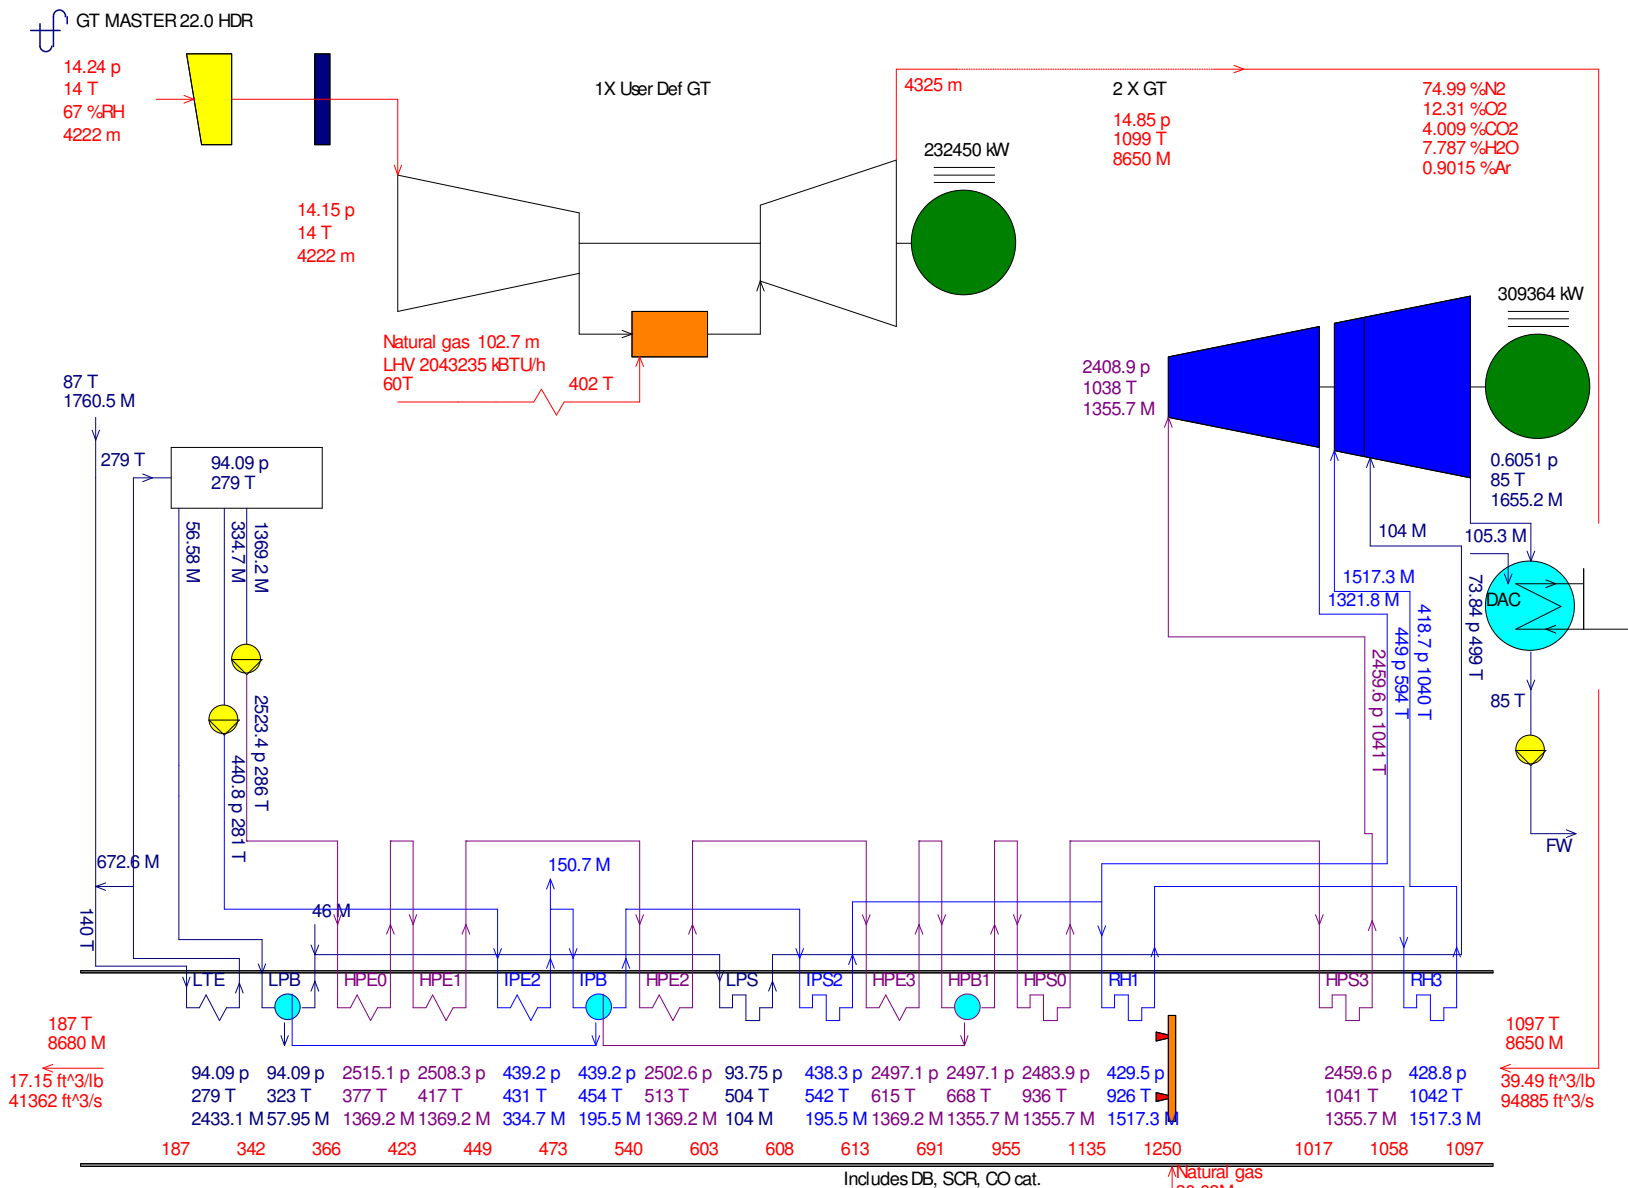 GT MASTER 22.0 HDR
14.24 p
14 T
67 %RH
4222 m
1X User Def GT
4325 m
2 X GT
14.85 p
1099 T
8650 M
74.99 %N2
12.31 %O2
4.009 %CO2
7.787 %H2O
0.9015 %Ar
232450 kW
14.15 p
14 T
4222 m
309364 kW
Natural gas 102.7 m
LHV 2043235 kBTU/h
60T
402 T
2408.9 p
1038 T
1355.7 M
87 T
1760.5 M
279 T
94.09 p
279 T
0.6051 p
85 T
1655.2 M
56.58 M
334.7 M
1369.2 M
104 M
105.3 M
1517.3 M
1321.8 M
DAC
73.84 p 499 T
418.7 p 1040 T
449 p 594 T
2459.6 p 1041 T
85 T
2523.4 p 286 T
440.8 p 281 T
FW
672.6 M
150.7 M
46 M
140 T
LTE
LPB
HPE0
HPE1
IPE2
IPB
HPE2
LPS
IPS2
HPE3
HPB1
HPS0
RH1
HPS3
RH3
187 T
8680 M
17.15 ft^3/lb
41362 ft^3/s
1097 T
8650 M
39.49 ft^3/lb
94885 ft^3/s
94.09 p
279 T
2433.1 M
94.09 p
323 T
57.95 M
2515.1 p
377 T
1369.2 M
2508.3 p
417 T
1369.2 M
439.2 p
431 T
334.7 M
439.2 p
454 T
195.5 M
2502.6 p
513 T
1369.2 M
93.75 p
504 T
104 M
438.3 p
542 T
195.5 M
2497.1 p
615 T
1369.2 M
2497.1 p
668 T
1355.7 M
2483.9 p
936 T
1355.7 M
429.5 p
926 T
1517.3 M
2459.6 p
1041 T
1355.7 M
428.8 p
1042 T
1517.3 M
187 342 366 423 449 473 540 603 608 613 691 955 1135 1250 1017 1058 1097
Includes DB, SCR, CO cat.
Natural gas